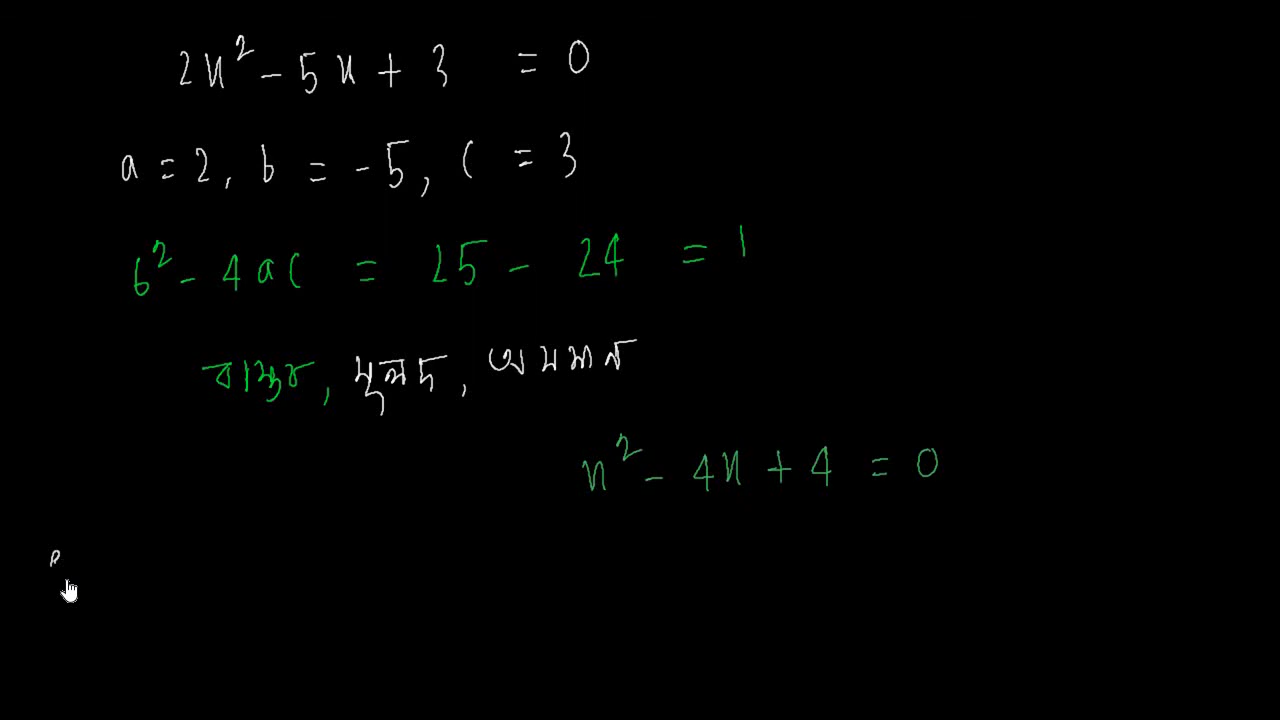 2x² - 5x + 3 = 0
a = 2, b = -5, c = 3
b² - 4ac = 25 - 24 = 1
বাস্তব, মূলদ, অসমান
x² - 4x + 4 = 0